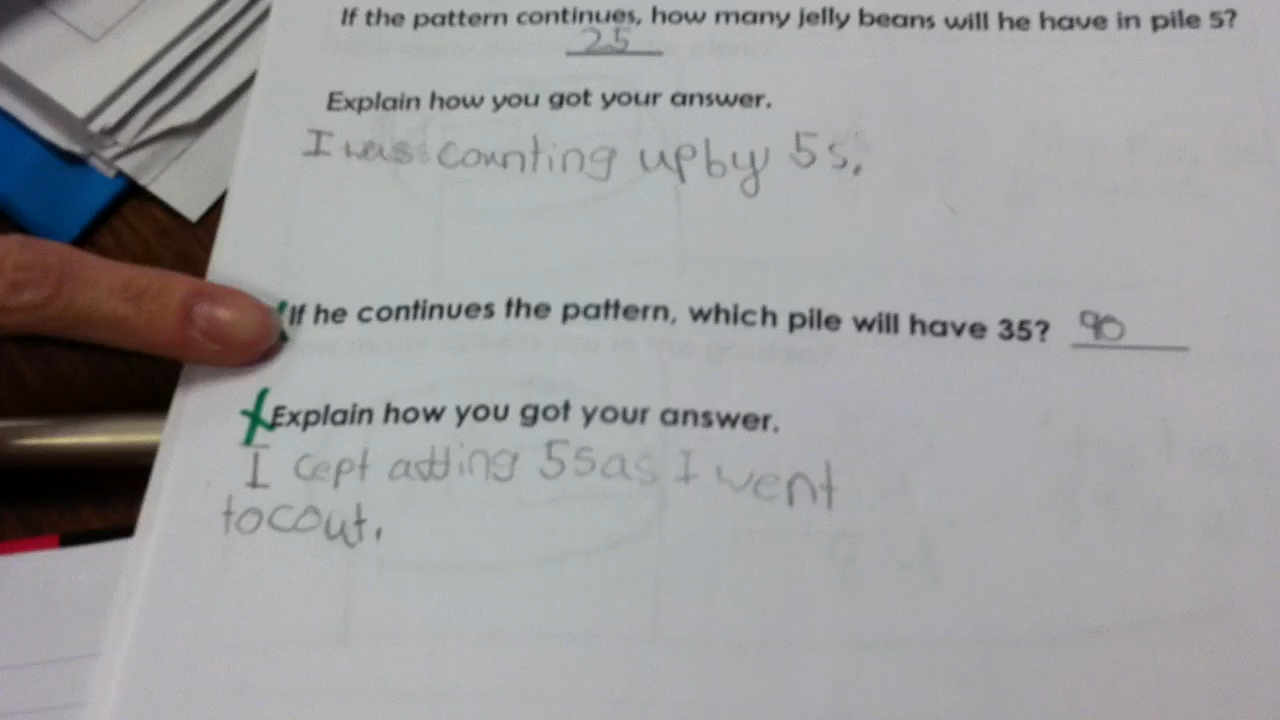 If the pattern continues, how many jelly beans will he have in pile 5?
25
Explain how you got your answer.
I was counting up by 5s.
If he continues the pattern, which pile will have 35? 90
Explain how you got your answer.
I cept adding 5s as I went
to cout.